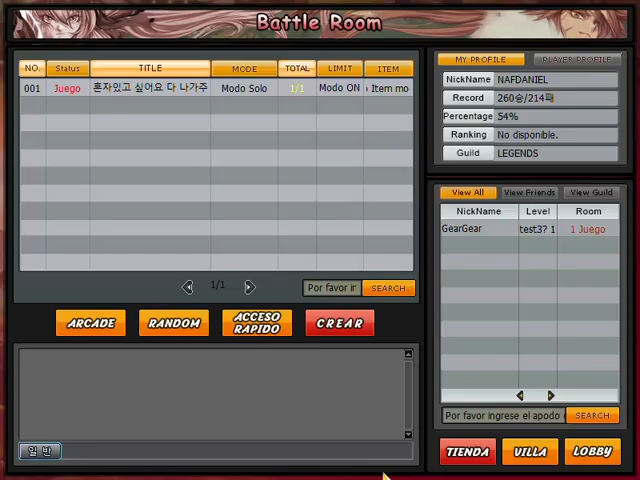 Battle Room
NO. Status TITLE MODE TOTAL LIMIT ITEM
001 Juego 혼자있고 싶어요 다 나가주 Modo Solo 1/1 Modo ON Item mo
1/1
Por favor ir SEARCH
ARCADE RANDOM ACCESO RAPIDO CREAR
일 반
MY PROFILE PLAYER PROFILE
NickName NAFDANIEL
Record 260승/214패
Percentage 54%
Ranking No disponible.
Guild LEGENDS
View All View Friends View Guild
NickName Level Room
GearGear test3? 1 1 Juego
Por favor ingrese el apodo SEARCH
TIENDA VILLA LOBBY